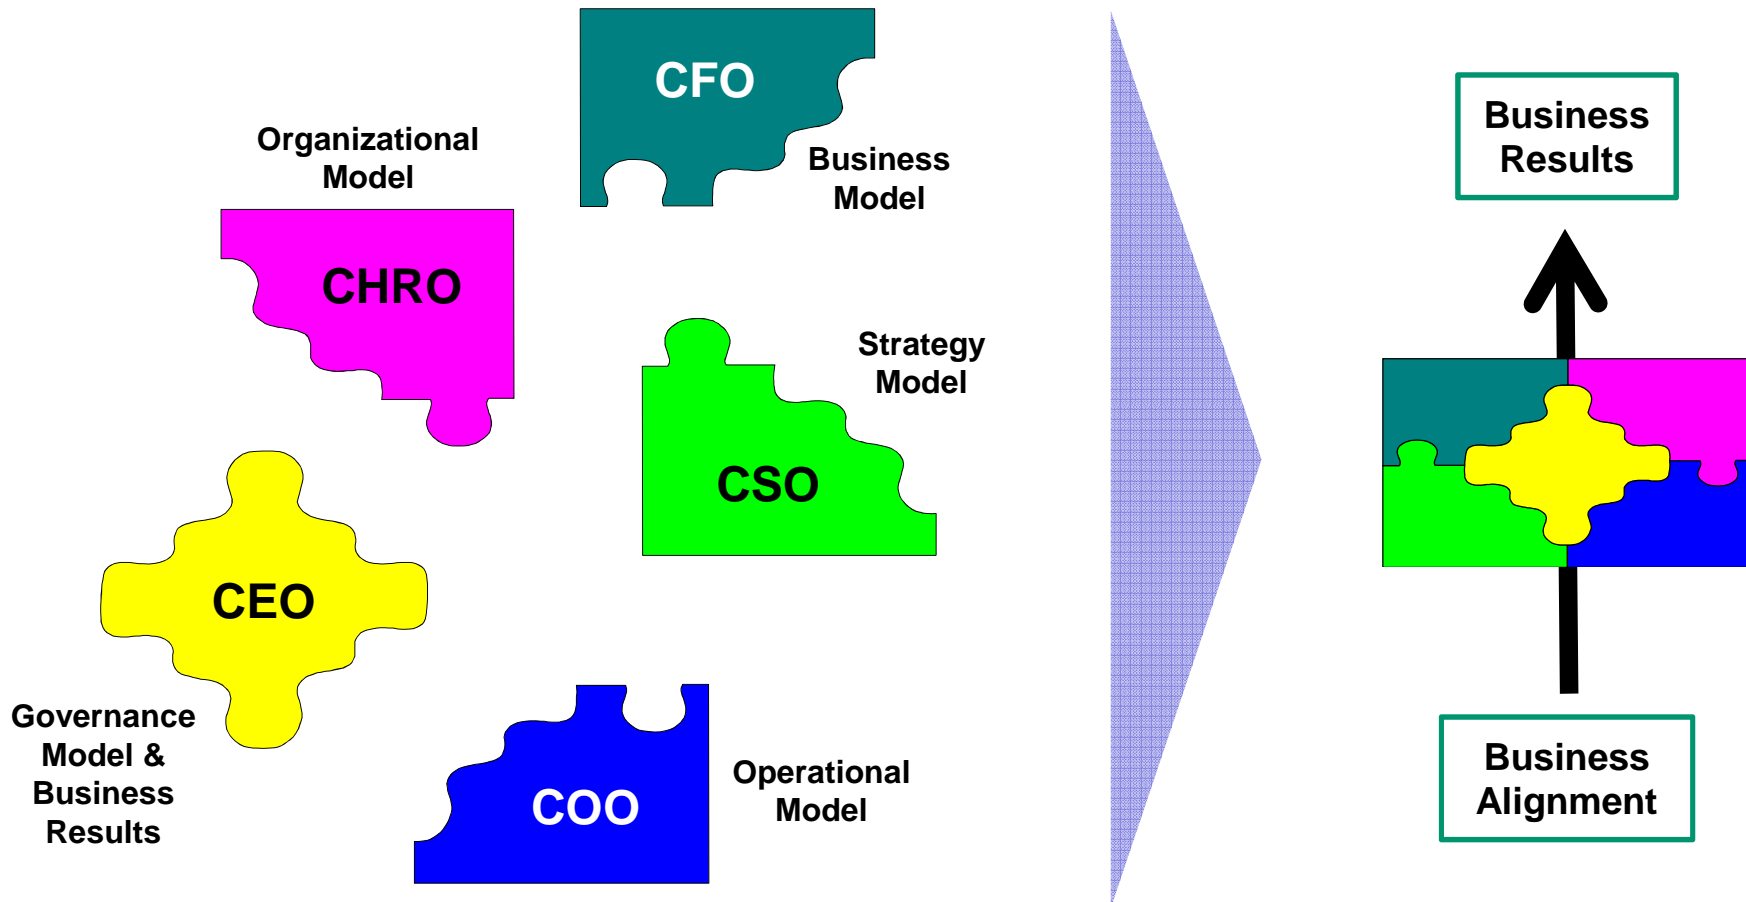 CFO
Organizational
Model
Business
Model
CHRO
Strategy
Model
CSO
CEO
Governance
Model &
Business
Results
COO
Operational
Model
Business
Results
Business
Alignment